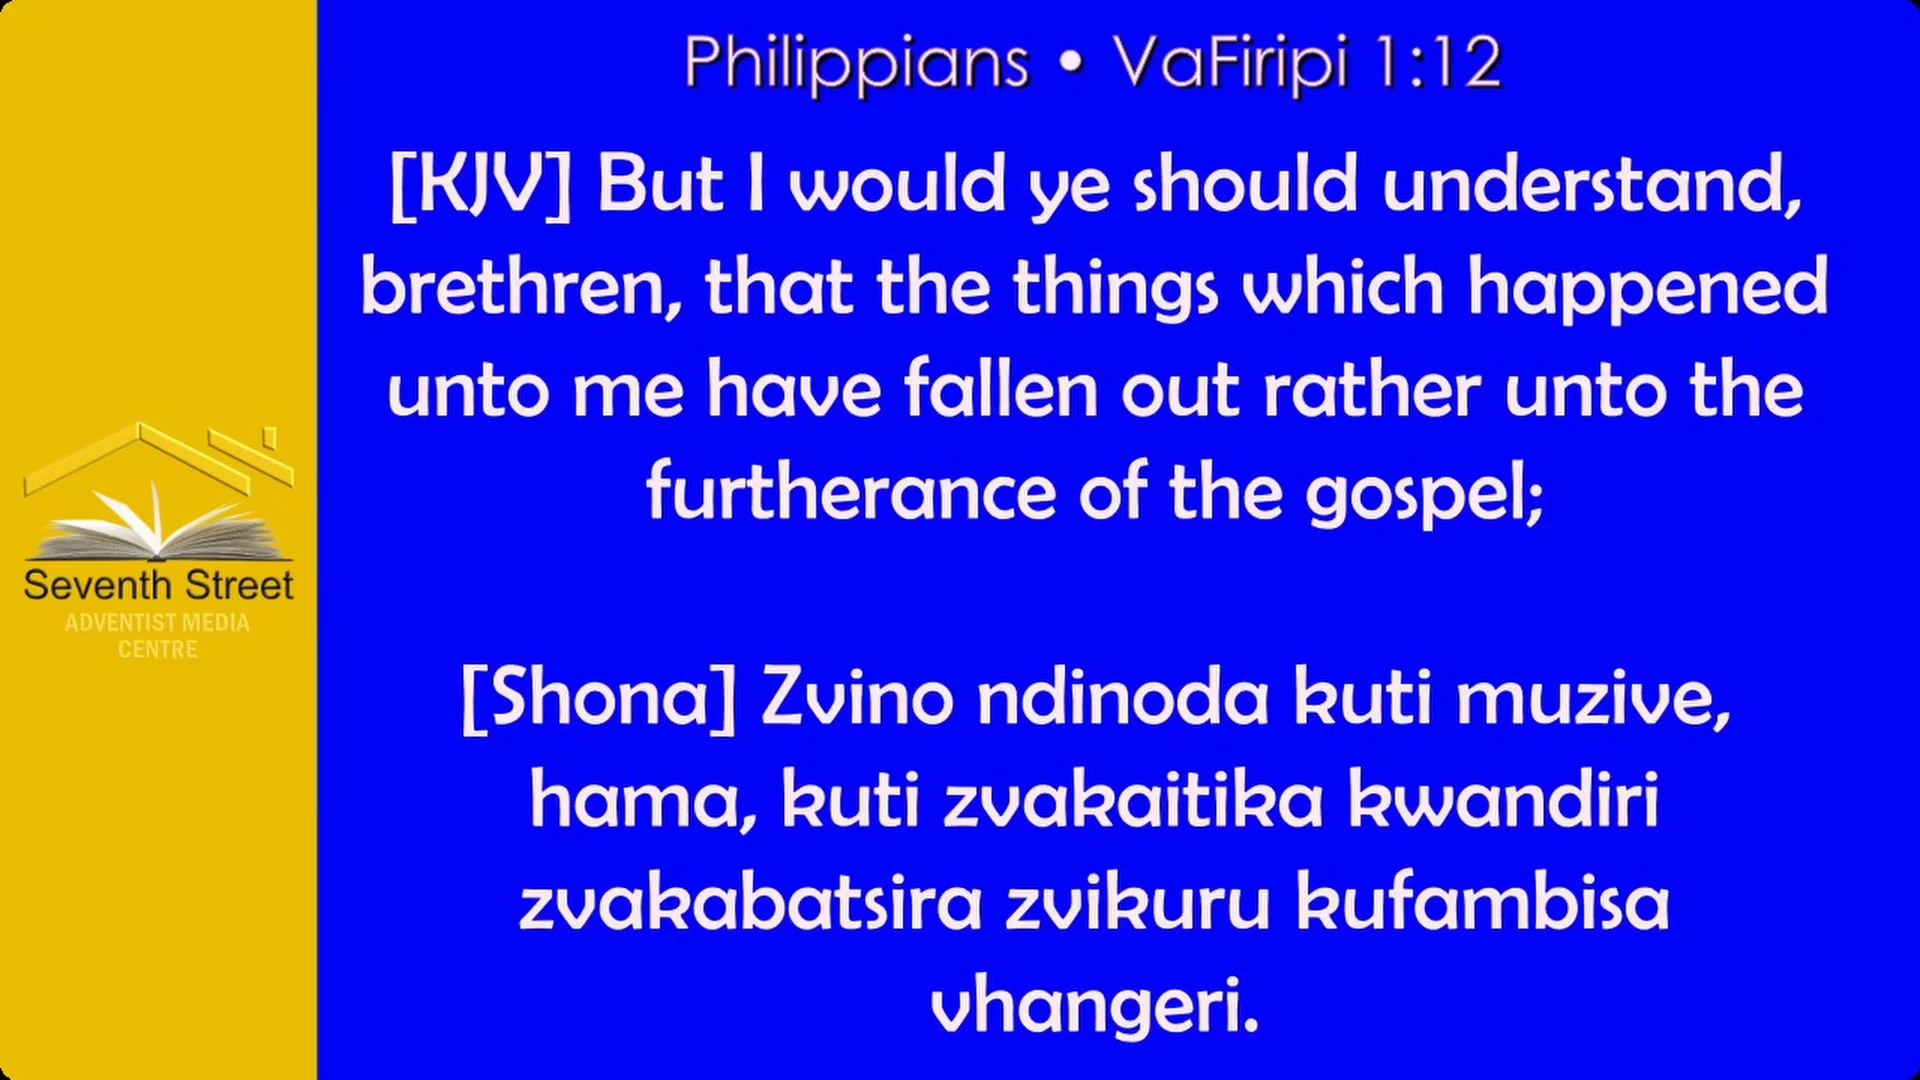 Philippians • VaFiripi 1:12
[KJV] But I would ye should understand,
brethren, that the things which happened
unto me have fallen out rather unto the
furtherance of the gospel;
[Shona] Zvino ndinoda kuti muzive,
hama, kuti zvakaitika kwandiri
zvakabatsira zvikuru kufambisa
vhangeri.
Seventh Street
ADVENTIST MEDIA
CENTRE